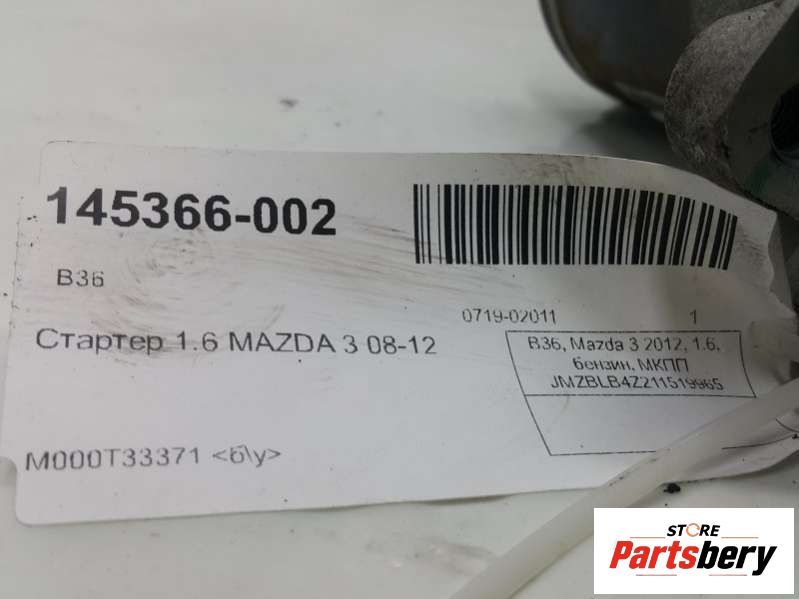 145366-002
B36
0719-02011 1
Стартер 1.6 MAZDA 3 08-12
B36, Mazda 3 2012, 1.6,
бензин, МКПП
JMZBLB4Z211519965
M000T33371 <б\у>
STORE
Partsbery